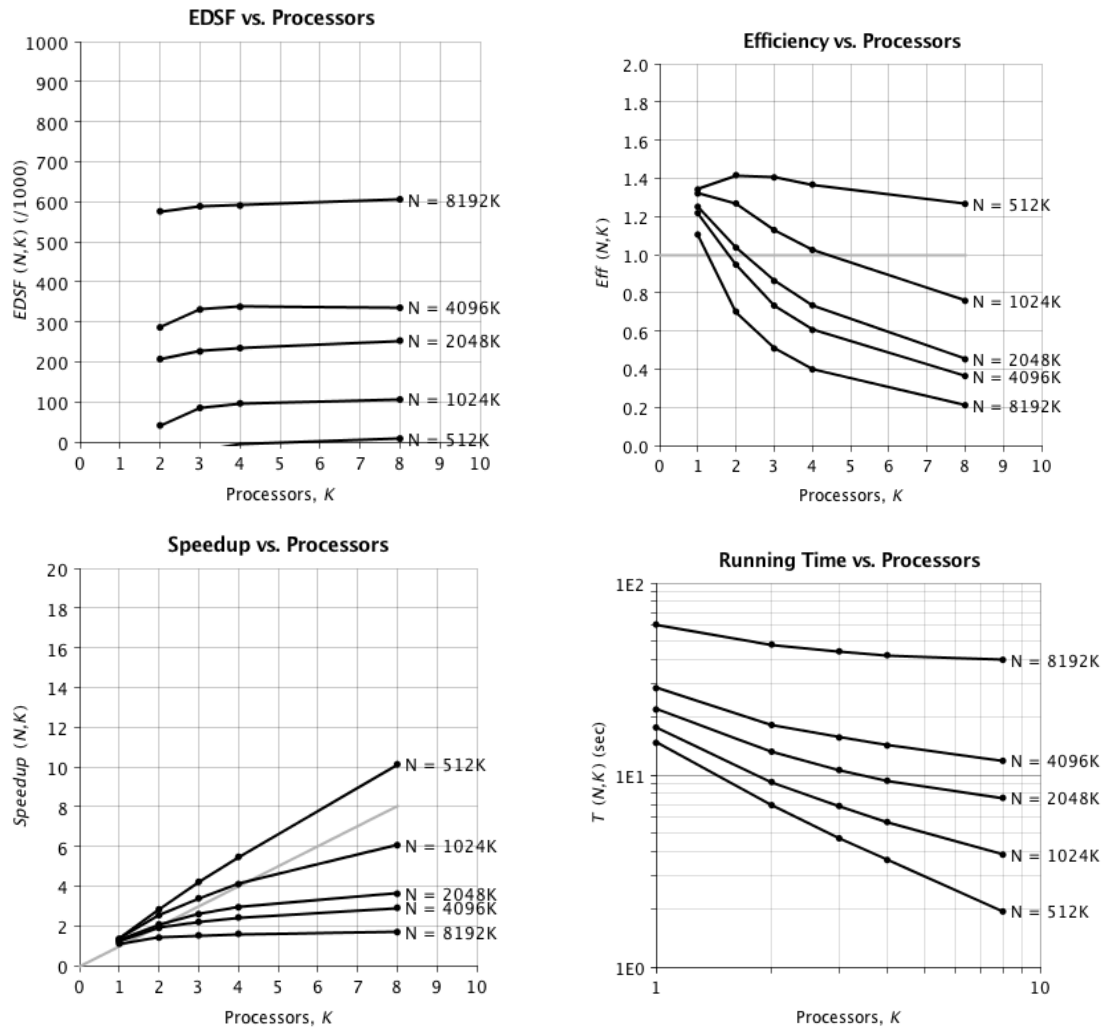 EDSF vs. Processors
1000
900
800
700
600
500
400
300
200
100
0
EDSF (N,K) (/1000)
N = 8192K
N = 4096K
N = 2048K
N = 1024K
N = 512K
0 1 2 3 4 5 6 7 8 9 10
Processors, K
Efficiency vs. Processors
2.0
1.8
1.6
1.4
1.2
1.0
0.8
0.6
0.4
0.2
0.0
Eff (N,K)
N = 512K
N = 1024K
N = 2048K
N = 4096K
N = 8192K
0 1 2 3 4 5 6 7 8 9 10
Processors, K
Speedup vs. Processors
20
18
16
14
12
10
8
6
4
2
0
Speedup (N,K)
N = 512K
N = 1024K
N = 2048K
N = 4096K
N = 8192K
0 1 2 3 4 5 6 7 8 9 10
Processors, K
Running Time vs. Processors
1E2
1E1
1E0
T (N,K) (sec)
N = 8192K
N = 4096K
N = 2048K
N = 1024K
N = 512K
1 10
Processors, K